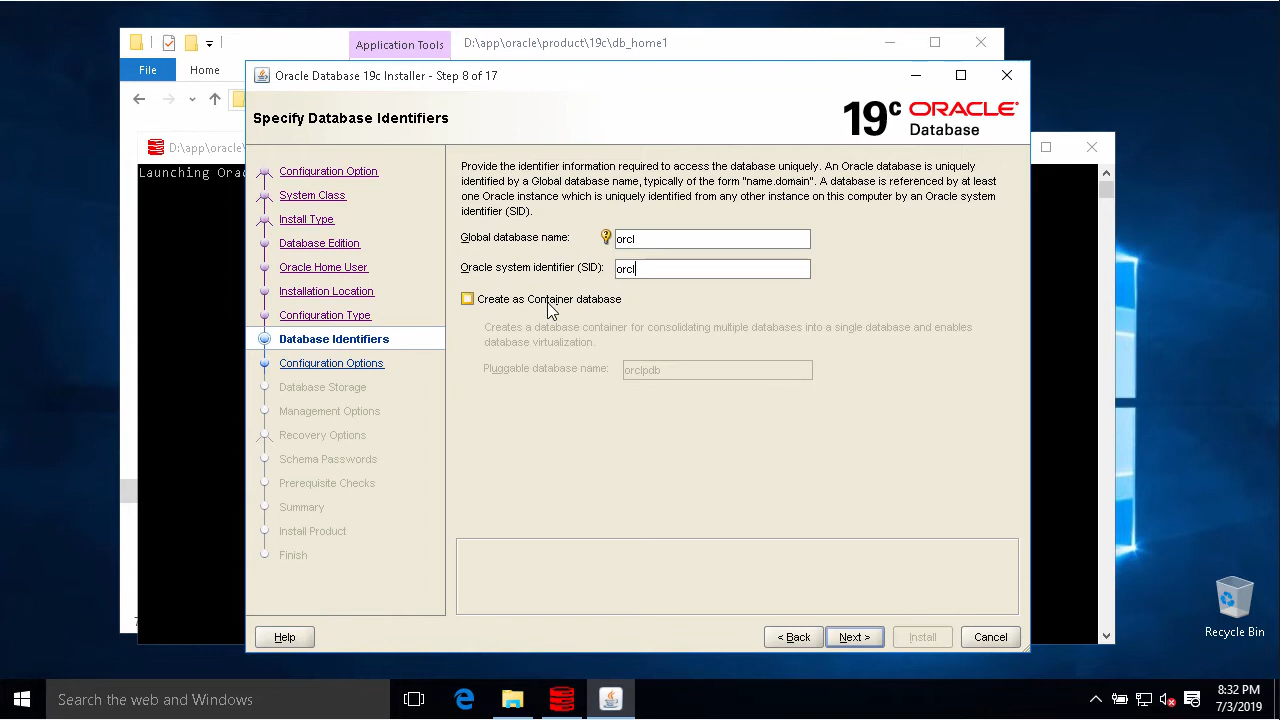 Application Tools
D:\app\oracle\product\19c\db_home1
File
Home
Oracle Database 19c Installer - Step 8 of 17
Specify Database Identifiers
19c ORACLE
Database
D:\app\oracle\
Launching Orac
Configuration Option
System Class
Install Type
Database Edition
Oracle Home User
Installation Location
Configuration Type
Database Identifiers
Configuration Options
Database Storage
Management Options
Recovery Options
Schema Passwords
Prerequisite Checks
Summary
Install Product
Finish
Provide the identifier information required to access the database uniquely. An Oracle database is uniquely
identified by a Global database name, typically of the form "name.domain". A database is referenced by at least
one Oracle instance which is uniquely identified from any other instance on this computer by an Oracle system
identifier (SID).
Global database name: orcl
Oracle system identifier (SID): orcl
Create as Container database
Creates a database container for consolidating multiple databases into a single database and enables
database virtualization.
Pluggable database name: orclpdb
Help
< Back
Next >
Install
Cancel
Recycle Bin
Search the web and Windows
8:32 PM
7/3/2019